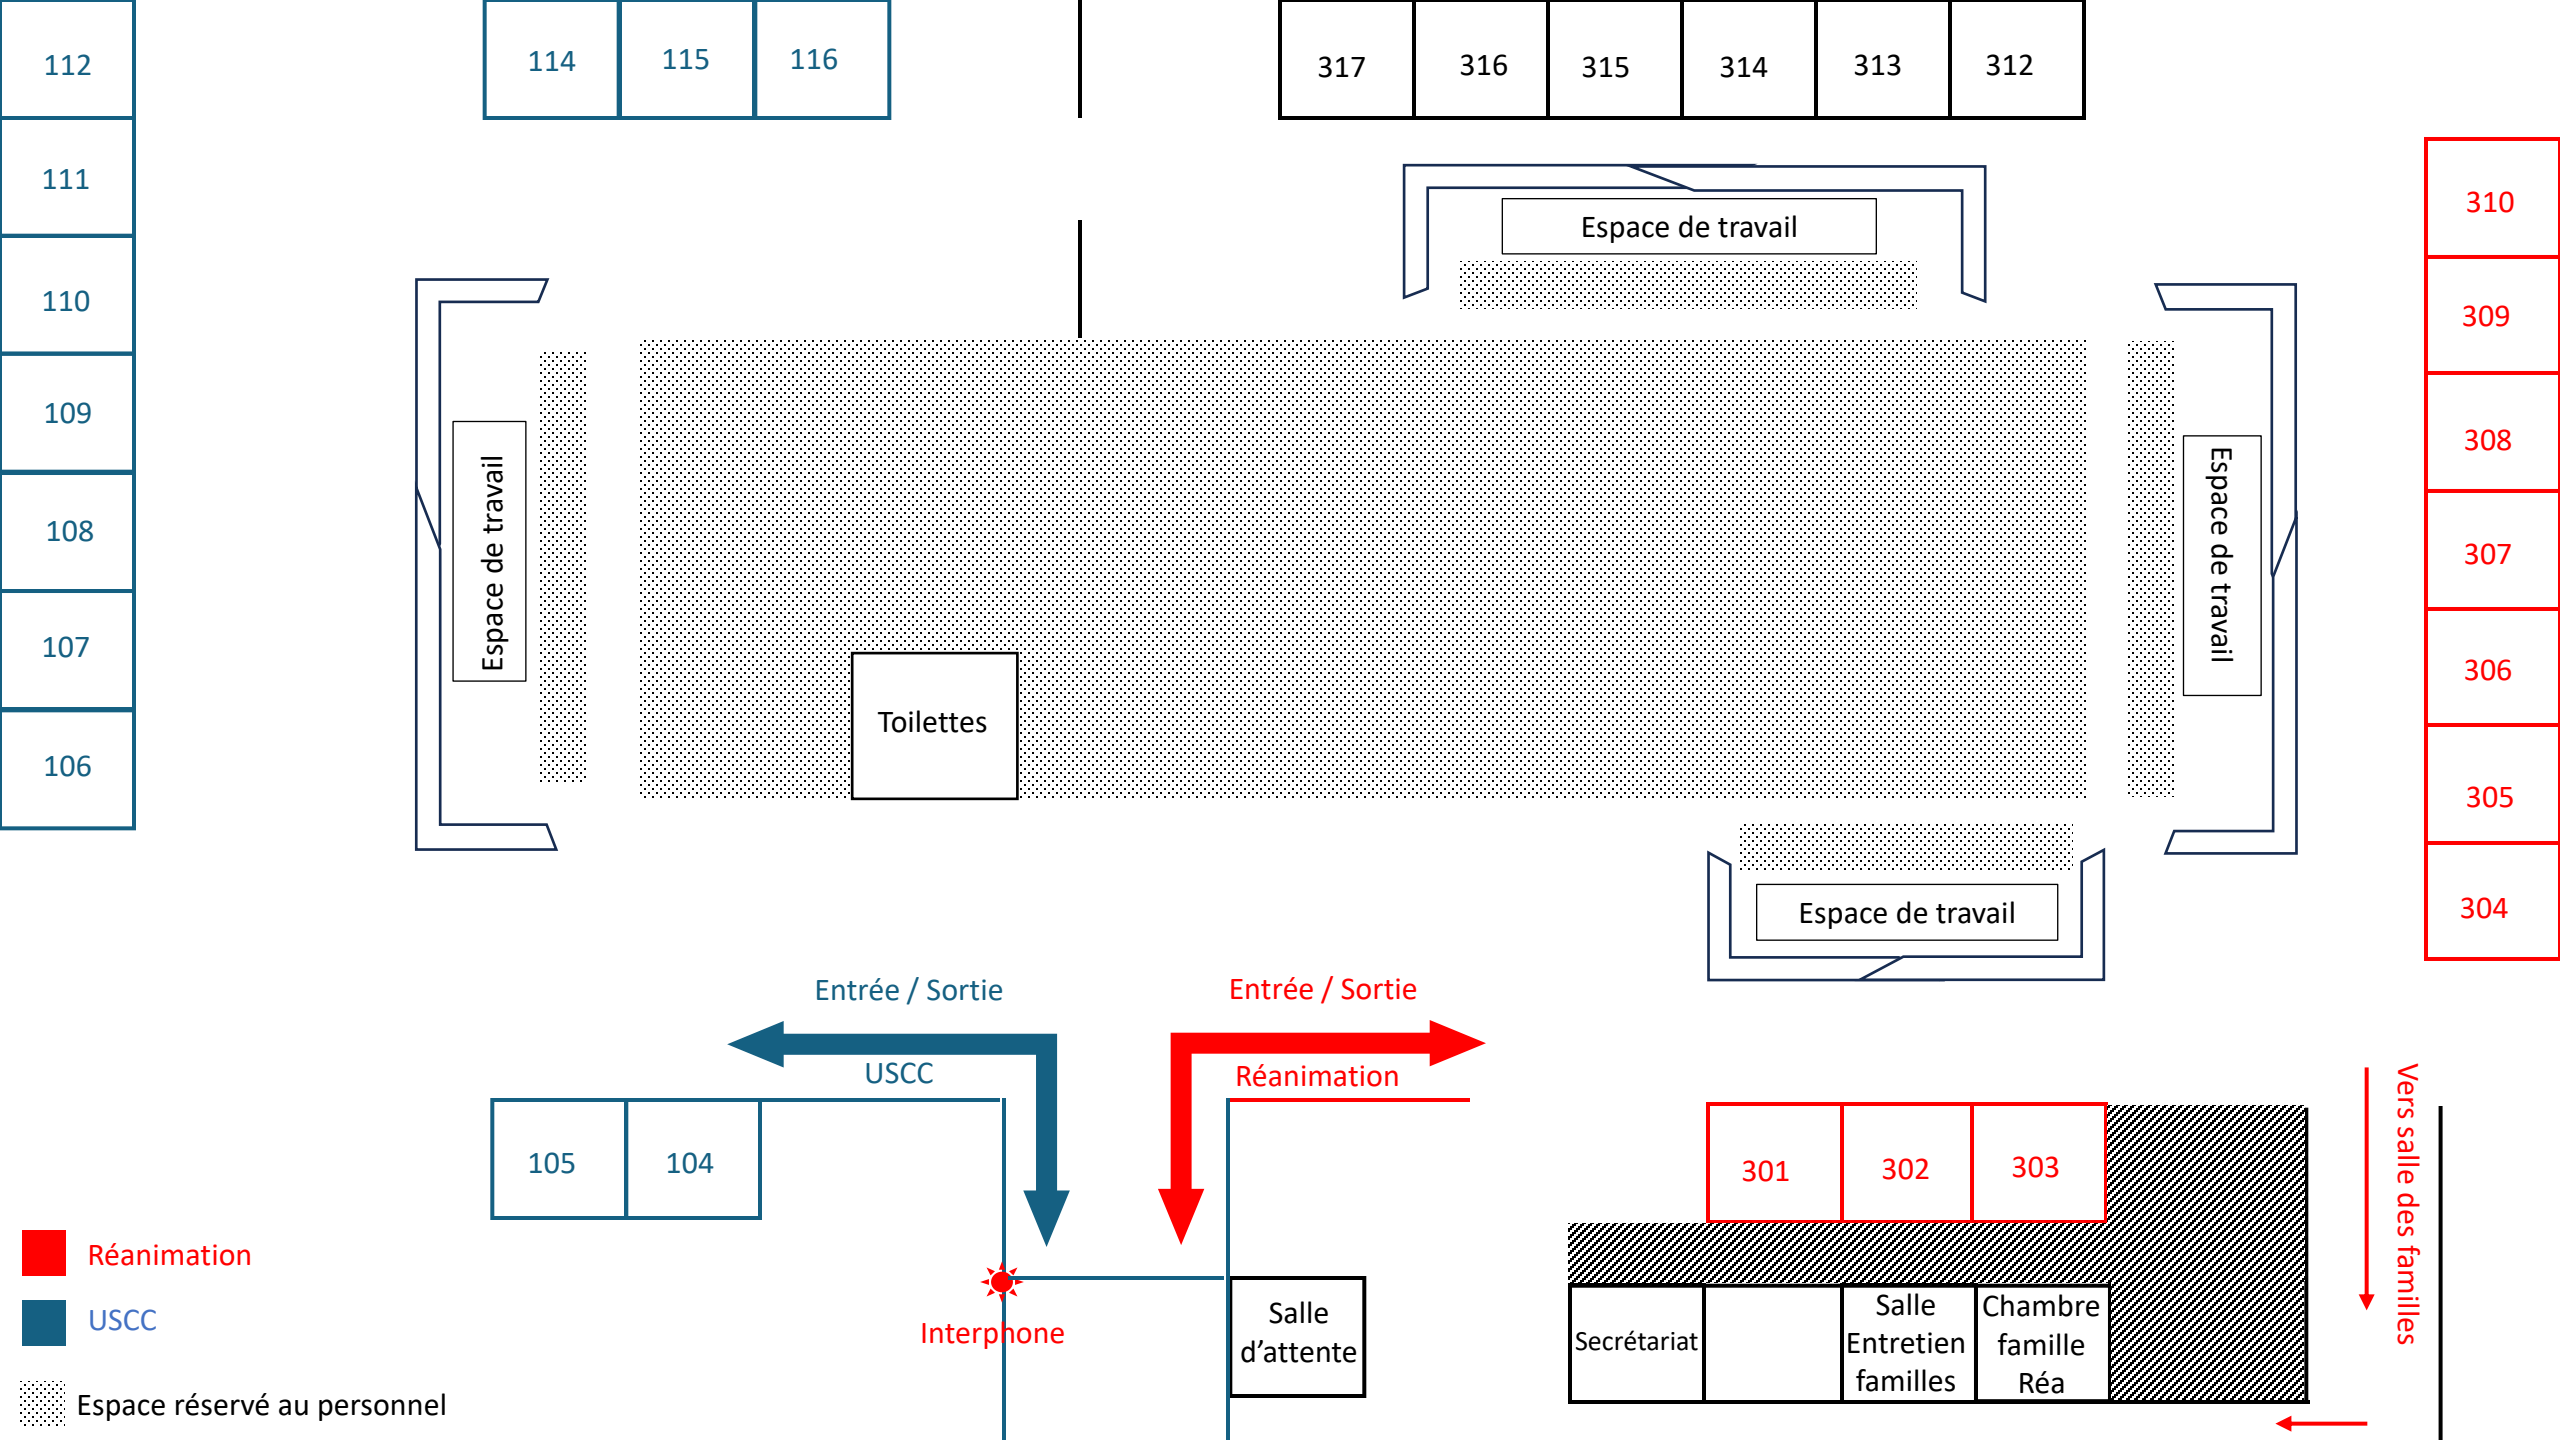 112
114
115
116
317
316
315
314
313
312
111
310
Espace de travail
110
309
109
308
Espace de travail
Espace de travail
108
307
107
306
Toilettes
106
305
304
Espace de travail
Entrée / Sortie
USCC
Entrée / Sortie
Réanimation
105
104
301
302
303
Vers salle des familles
Réanimation
USCC
Espace réservé au personnel
Interphone
Salle
d'attente
Secrétariat
Salle
Entretien
familles
Chambre
famille
Réa